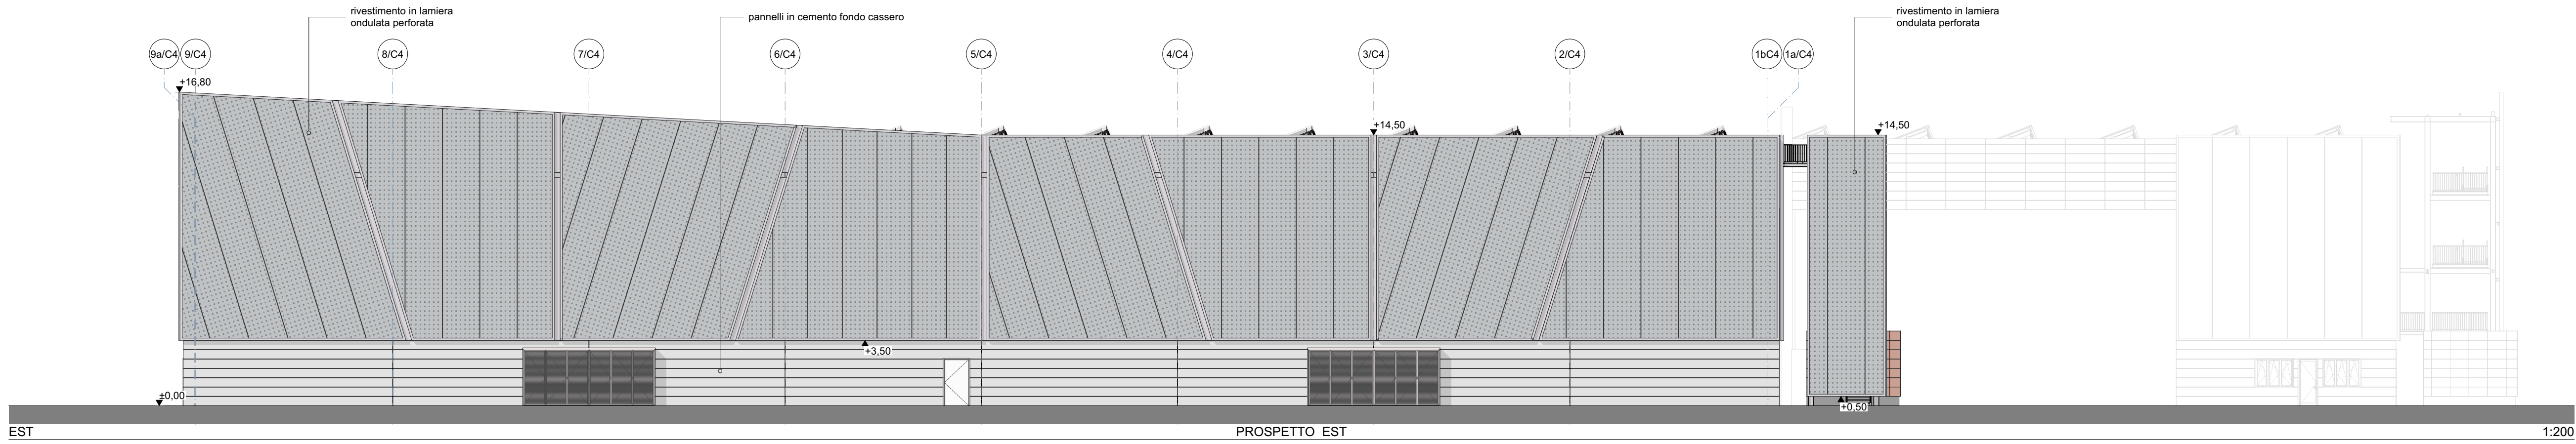 rivestimento in lamiera
ondulata perforata
pannelli in cemento fondo cassero
rivestimento in lamiera
ondulata perforata
9a/C4
9/C4
8/C4
7/C4
6/C4
5/C4
4/C4
3/C4
2/C4
1bC4
1a/C4
+16,80
+14,50
+14,50
+3,50
±0,00
+0,50
EST
PROSPETTO EST
1:200